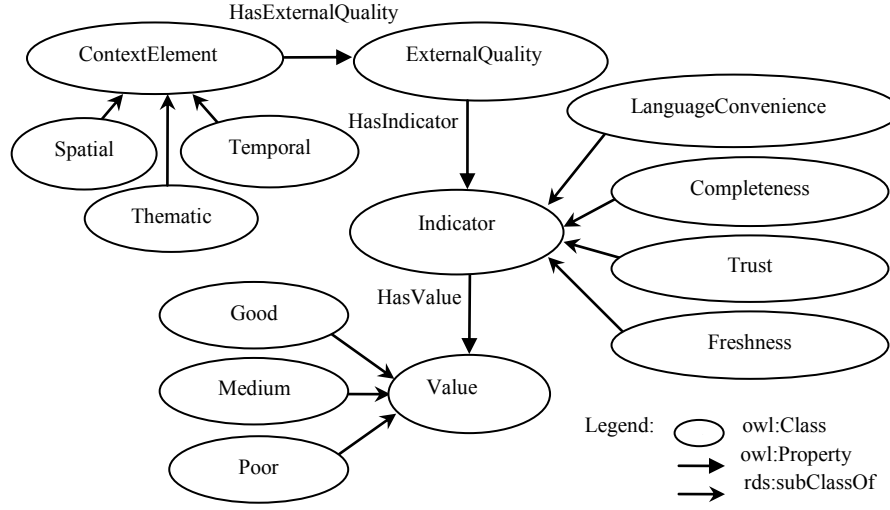 HasExternalQuality
ContextElement
ExternalQuality
LanguageConvenience
HasIndicator
Spatial
Temporal
Completeness
Thematic
Indicator
Trust
HasValue
Good
Freshness
Medium
Value
Legend:
owl:Class
owl:Property
Poor
rds:subClassOf